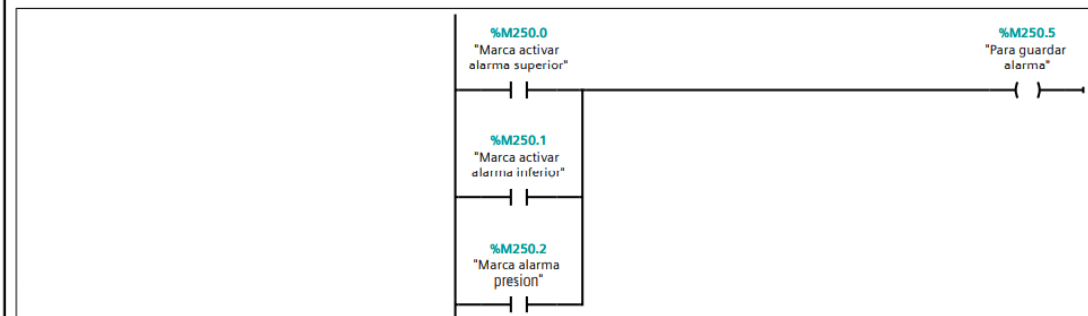 %M250.0
"Marca activar
alarma superior"
%M250.5
"Para guardar
alarma"
%M250.1
"Marca activar
alarma inferior"
%M250.2
"Marca alarma
presion"